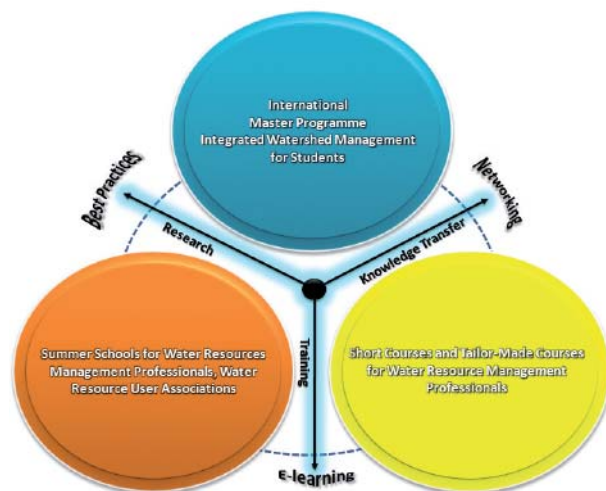 International
Master Programme
Integrated Watershed Management
for Students
Best Practices
Networking
Research
Knowledge Transfer
Training
Summer Schools for Water Resources
Management Professionals, Water
Resource User Associations
Short Courses and Tailor-Made Courses
for Water Resource Management
Professionals
E-learning